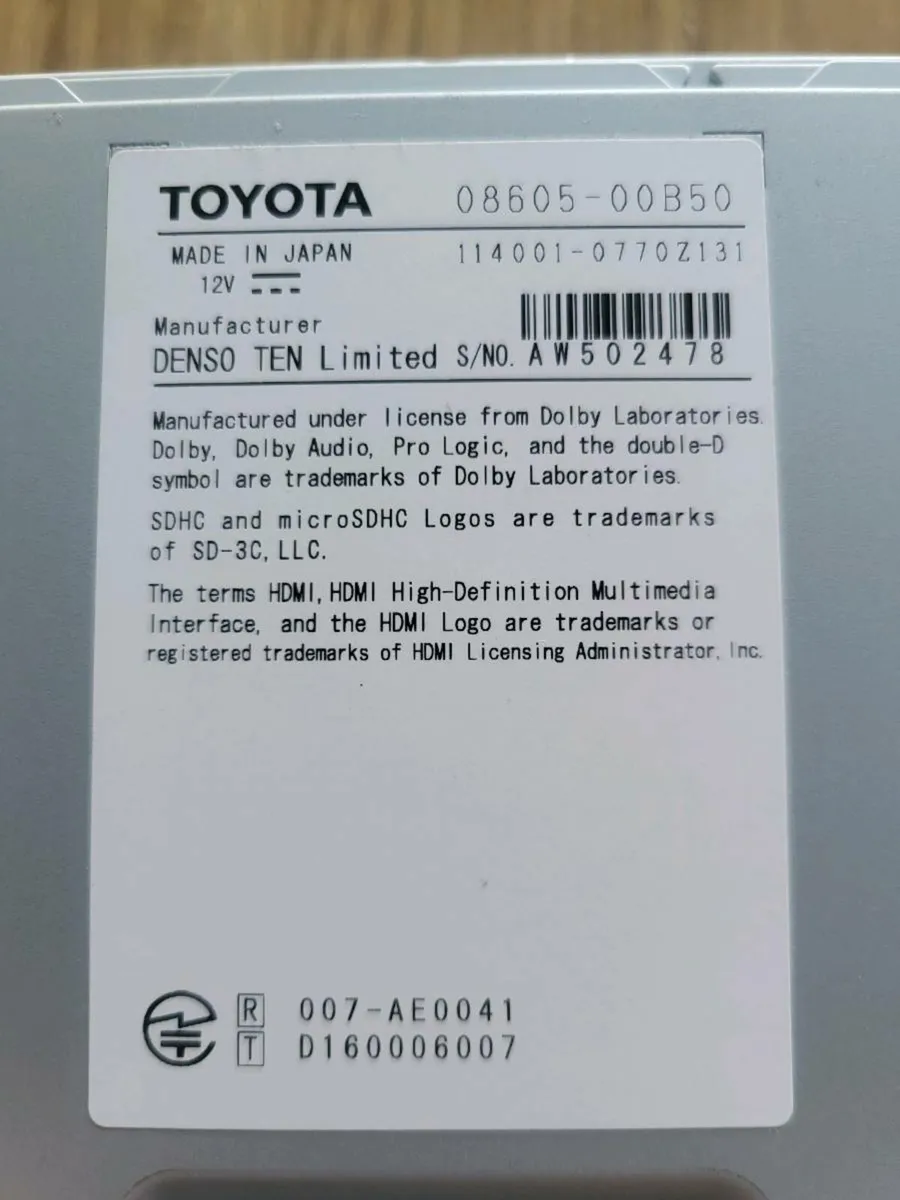 TOYOTA 08605-00B50
MADE IN JAPAN 114001-0770Z131
12V
Manufacturer
DENSO TEN Limited S/NO. AW502478
Manufactured under license from Dolby Laboratories.
Dolby, Dolby Audio, Pro Logic, and the double-D
symbol are trademarks of Dolby Laboratories.
SDHC and microSDHC Logos are trademarks
of SD-3C, LLC.
The terms HDMI, HDMI High-Definition Multimedia
Interface, and the HDMI Logo are trademarks or
registered trademarks of HDMI Licensing Administrator, Inc.
R 007-AE0041
T D160006007